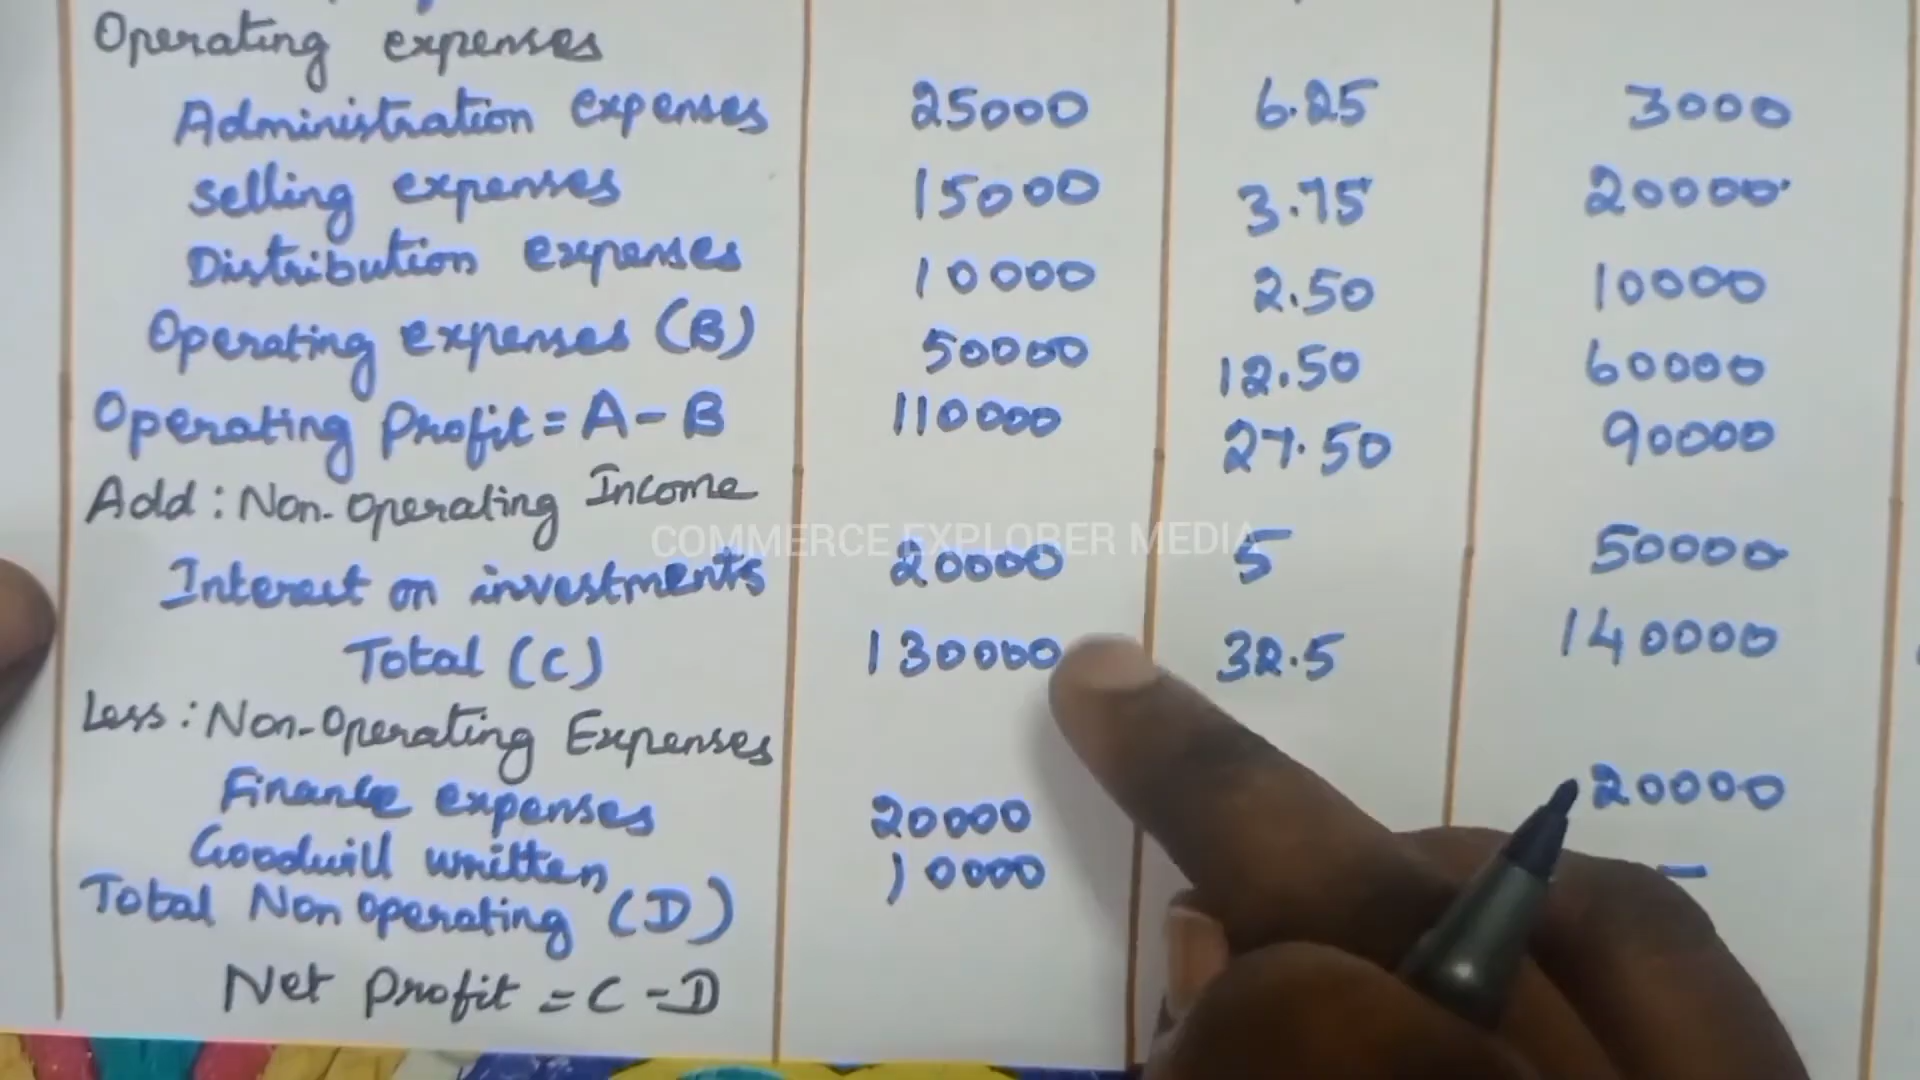 Operating expenses
Administration expenses 25000 6.25 3000
selling expenses 15000 3.75 20000
Distribution expenses 10000 2.50 10000
Operating expenses (B) 50000 12.50 60000
Operating Profit = A - B 110000 27.50 90000
Add : Non-operating Income
COMMERCE EXPLORER MEDIA
Interest on investments 20000 5 50000
Total (C) 130000 32.5 140000
Less : Non-Operating Expenses
Finance expenses 20000 20000
Goodwill written 10000 -
Total Non operating (D)
Net Profit = C - D